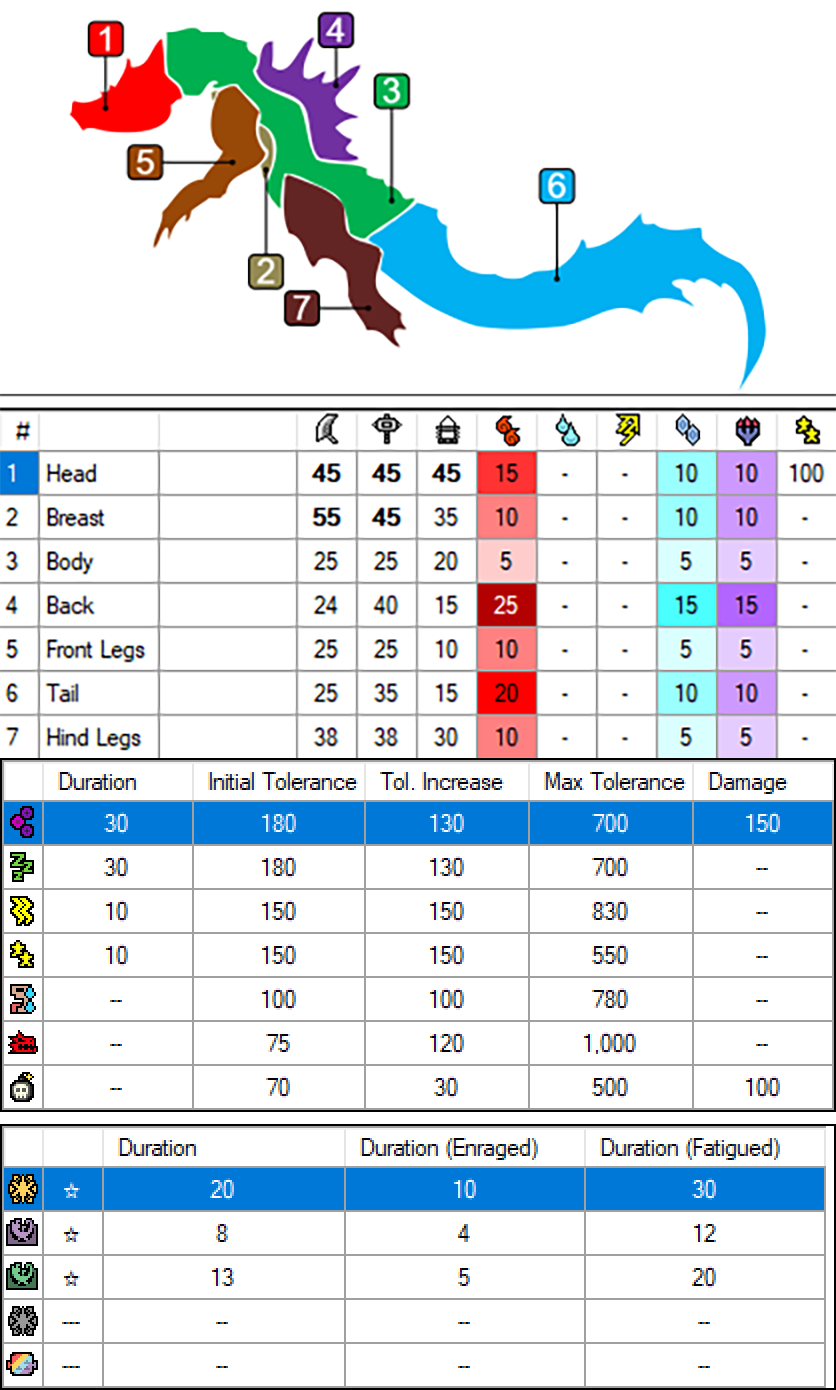 1
4
3
5
6
2
7
#
1 Head 45 45 45 15 - - 10 10 100
2 Breast 55 45 35 10 - - 10 10 -
3 Body 25 25 20 5 - - 5 5 -
4 Back 24 40 15 25 - - 15 15 -
5 Front Legs 25 25 10 10 - - 5 5 -
6 Tail 25 35 15 20 - - 10 10 -
7 Hind Legs 38 38 30 10 - - 5 5 -
Duration Initial Tolerance Tol. Increase Max Tolerance Damage
30 180 130 700 150
30 180 130 700 --
10 150 150 830 --
10 150 150 550 --
-- 100 100 780 --
-- 75 120 1,000 --
-- 70 30 500 100
Duration Duration (Enraged) Duration (Fatigued)
☆ 20 10 30
☆ 8 4 12
☆ 13 5 20
--- -- -- --
--- -- -- --